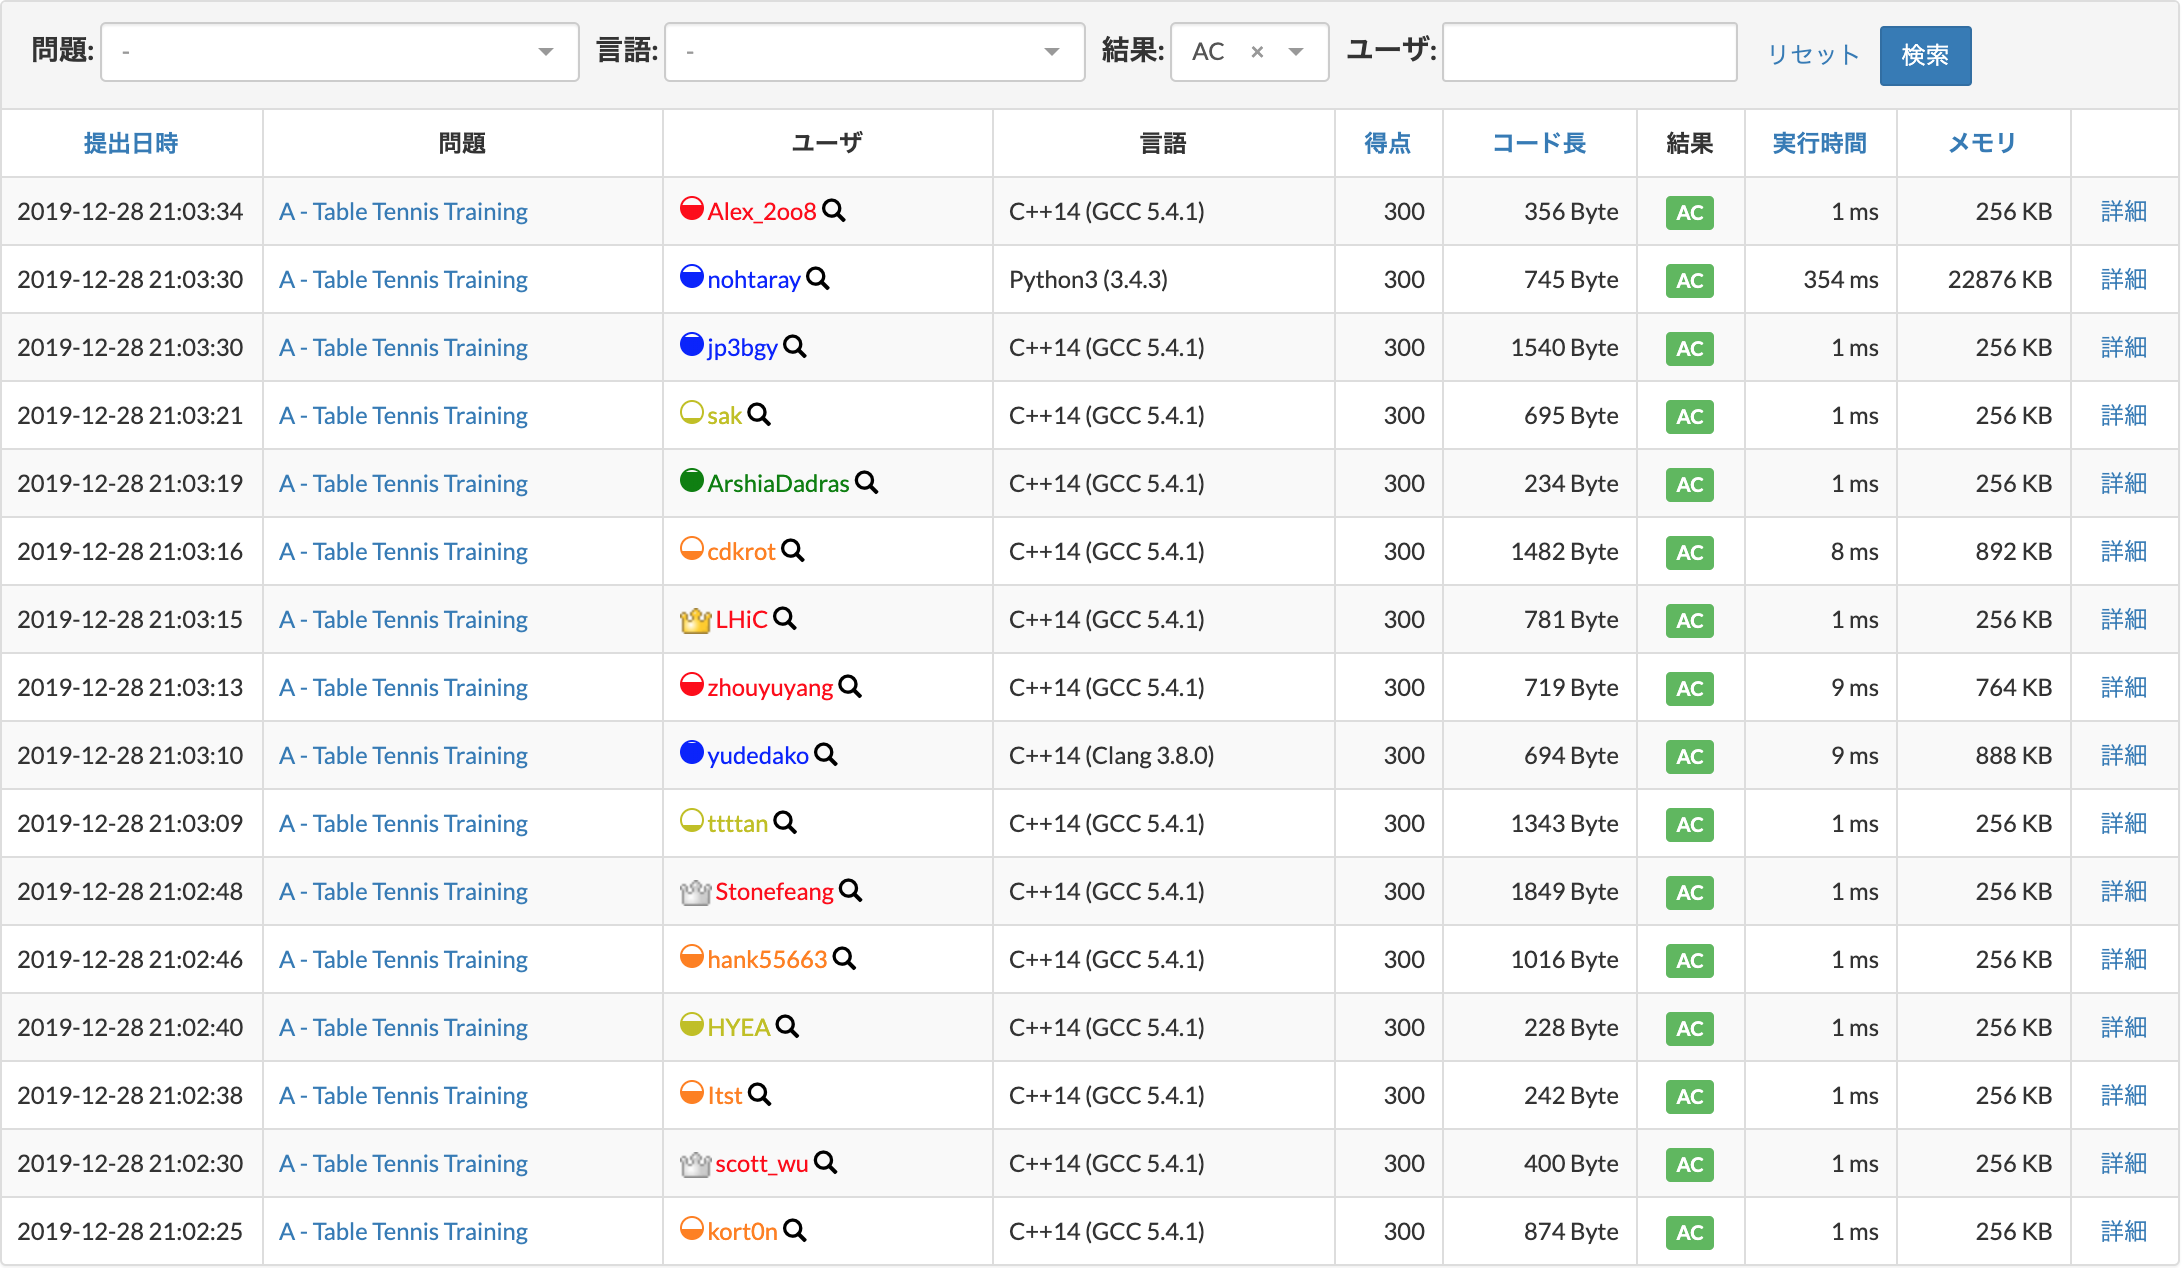 問題: - 言語: - 結果: AC × ユーザ: リセット 検索
提出日時 問題 ユーザ 言語 得点 コード長 結果 実行時間 メモリ
2019-12-28 21:03:34 A - Table Tennis Training Alex_2oo8 C++14 (GCC 5.4.1) 300 356 Byte AC 1 ms 256 KB 詳細
2019-12-28 21:03:30 A - Table Tennis Training nohtaray Python3 (3.4.3) 300 745 Byte AC 354 ms 22876 KB 詳細
2019-12-28 21:03:30 A - Table Tennis Training jp3bgy C++14 (GCC 5.4.1) 300 1540 Byte AC 1 ms 256 KB 詳細
2019-12-28 21:03:21 A - Table Tennis Training sak C++14 (GCC 5.4.1) 300 695 Byte AC 1 ms 256 KB 詳細
2019-12-28 21:03:19 A - Table Tennis Training ArshiaDadras C++14 (GCC 5.4.1) 300 234 Byte AC 1 ms 256 KB 詳細
2019-12-28 21:03:16 A - Table Tennis Training cdkrot C++14 (GCC 5.4.1) 300 1482 Byte AC 8 ms 892 KB 詳細
2019-12-28 21:03:15 A - Table Tennis Training LHiC C++14 (GCC 5.4.1) 300 781 Byte AC 1 ms 256 KB 詳細
2019-12-28 21:03:13 A - Table Tennis Training zhouyuyang C++14 (GCC 5.4.1) 300 719 Byte AC 9 ms 764 KB 詳細
2019-12-28 21:03:10 A - Table Tennis Training yudedako C++14 (Clang 3.8.0) 300 694 Byte AC 9 ms 888 KB 詳細
2019-12-28 21:03:09 A - Table Tennis Training ttttan C++14 (GCC 5.4.1) 300 1343 Byte AC 1 ms 256 KB 詳細
2019-12-28 21:02:48 A - Table Tennis Training Stonefeang C++14 (GCC 5.4.1) 300 1849 Byte AC 1 ms 256 KB 詳細
2019-12-28 21:02:46 A - Table Tennis Training hank55663 C++14 (GCC 5.4.1) 300 1016 Byte AC 1 ms 256 KB 詳細
2019-12-28 21:02:40 A - Table Tennis Training HYEA C++14 (GCC 5.4.1) 300 228 Byte AC 1 ms 256 KB 詳細
2019-12-28 21:02:38 A - Table Tennis Training Itst C++14 (GCC 5.4.1) 300 242 Byte AC 1 ms 256 KB 詳細
2019-12-28 21:02:30 A - Table Tennis Training scott_wu C++14 (GCC 5.4.1) 300 400 Byte AC 1 ms 256 KB 詳細
2019-12-28 21:02:25 A - Table Tennis Training kort0n C++14 (GCC 5.4.1) 300 874 Byte AC 1 ms 256 KB 詳細